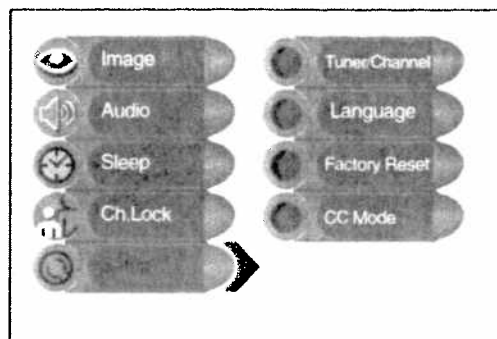 Image
Audio
Sleep
Ch.Lock
Tuner/Channel
Language
Factory Reset
CC Mode